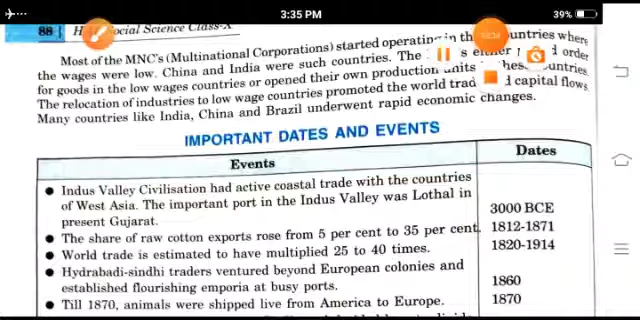 3:35 PM
39%
88 H Social Science Class-X
Most of the MNC's (Multinational Corporations) started operating in th untries where
the wages were low. China and India were such countries. The s either order
for goods in the low wages countries or opened their own production units hes untries.
The relocation of industries to low wage countries promoted the world trad capital flows.
Many countries like India, China and Brazil underwent rapid economic changes.
IMPORTANT DATES AND EVENTS
Events Dates
● Indus Valley Civilisation had active coastal trade with the countries
of West Asia. The important port in the Indus Valley was Lothal in
present Gujarat. 3000 BCE
● The share of raw cotton exports rose from 5 per cent to 35 per cent. 1812-1871
● World trade is estimated to have multiplied 25 to 40 times. 1820-1914
● Hydrabadi-sindhi traders ventured beyond European colonies and
established flourishing emporia at busy ports. 1860
● Till 1870, animals were shipped live from America to Europe. 1870